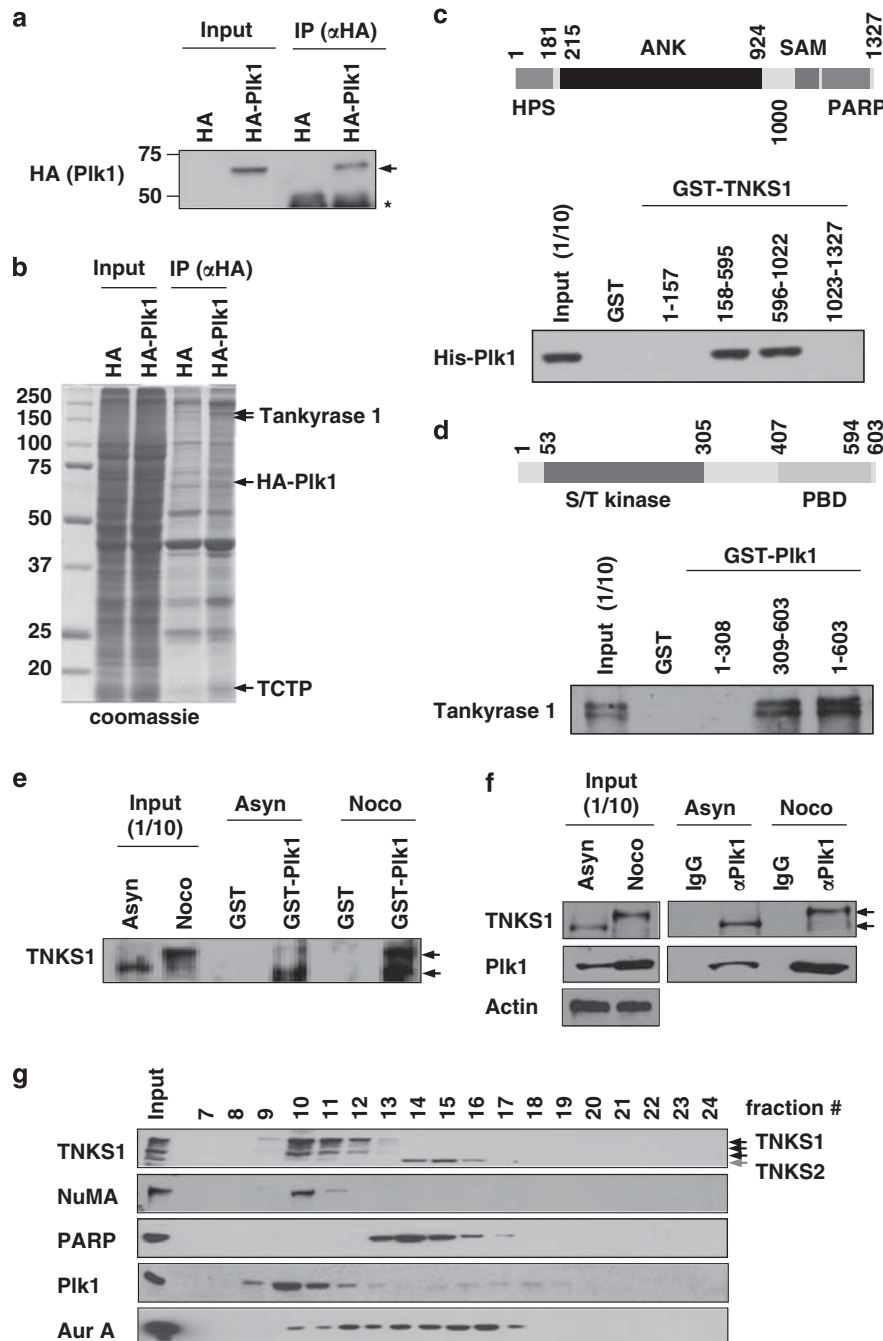 a
Input IP (αHA)
HA HA-Plk1 HA HA-Plk1
HA (Plk1)
75
50
*
b
Input IP (αHA)
HA HA-Plk1 HA HA-Plk1
250
150
100
75
50
37
25
20
Tankyrase 1
HA-Plk1
TCTP
coomassie
c
1 181 215 ANK 924 SAM 1327
HPS 1000 PARP
GST-TNKS1
Input (1/10) GST 1-157 158-595 596-1022 1023-1327
His-Plk1
d
1 53 305 407 594 603
S/T kinase PBD
GST-Plk1
Input (1/10) GST 1-308 309-603 1-603
Tankyrase 1
e
Input (1/10) Asyn Noco
Asyn Noco GST GST-Plk1 GST GST-Plk1
TNKS1
f
Input (1/10) Asyn Noco
Asyn Noco IgG αPlk1 IgG αPlk1
TNKS1
Plk1
Actin
g
Input 7 8 9 10 11 12 13 14 15 16 17 18 19 20 21 22 23 24 fraction #
TNKS1
TNKS1
TNKS2
NuMA
PARP
Plk1
Aur A